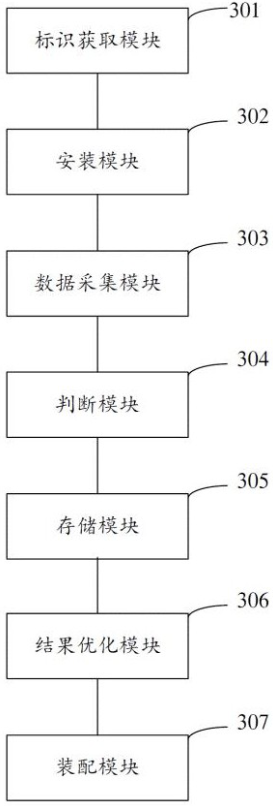 301
标识获取模块
302
安装模块
303
数据采集模块
304
判断模块
305
存储模块
306
结果优化模块
307
装配模块